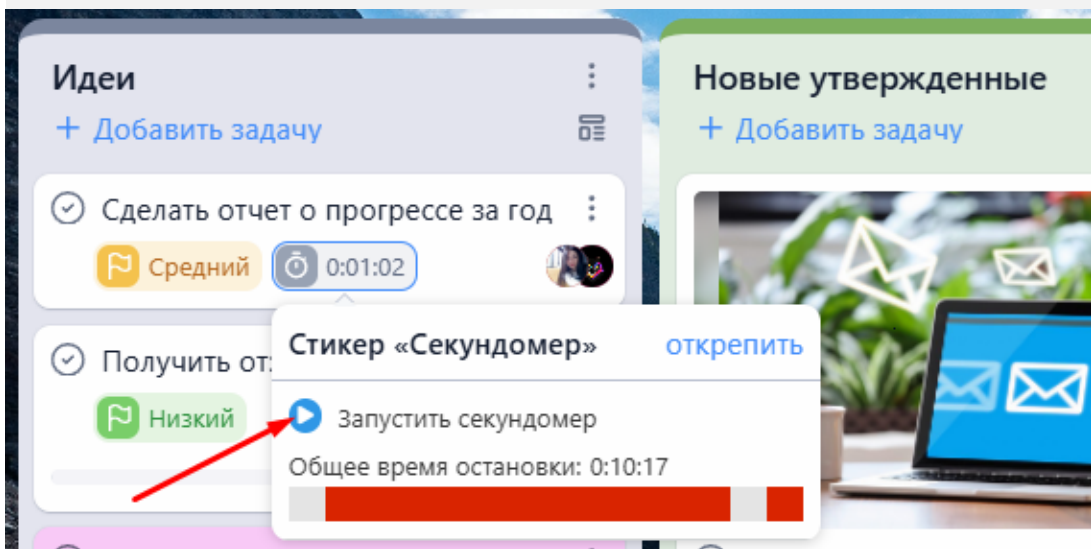 Идеи
+ Добавить задачу
Сделать отчет о прогрессе за год
Средний
0:01:02
Получить от
Низкий
Стикер «Секундомер»
открепить
Запустить секундомер
Общее время остановки: 0:10:17
Новые утвержденные
+ Добавить задачу